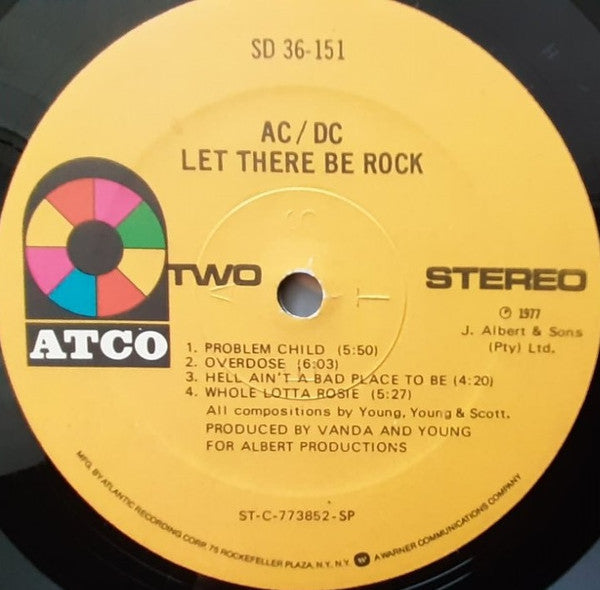 SD 36-151
AC/DC
LET THERE BE ROCK
TWO
STEREO
ATCO
℗ 1977
J. Albert & Sons
(Pty) Ltd.
1. PROBLEM CHILD (5:50)
2. OVERDOSE (6:03)
3. HELL AIN'T A BAD PLACE TO BE (4:20)
4. WHOLE LOTTA ROSIE (5:27)
All compositions by Young, Young & Scott.
PRODUCED BY VANDA AND YOUNG
FOR ALBERT PRODUCTIONS
ST-C-773852-SP
MFG. BY ATLANTIC RECORDING CORP. 75 ROCKEFELLER PLAZA, N.Y. N.Y. W A WARNER COMMUNICATIONS COMPANY